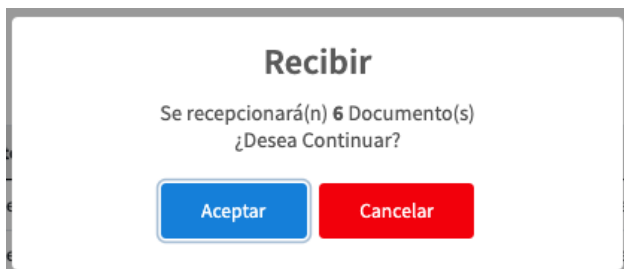 Recibir
Se recepcionará(n) 6 Documento(s)
¿Desea Continuar?
Aceptar Cancelar